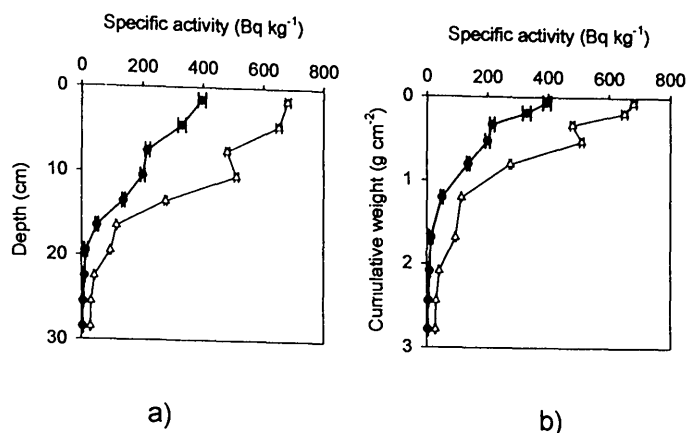 Specific activity (Bq kg⁻¹)
0 200 400 600 800
0
10
20
30
Depth (cm)
a)
Specific activity (Bq kg⁻¹)
0 200 400 600 800
0
1
2
3
Cumulative weight (g cm⁻²)
b)